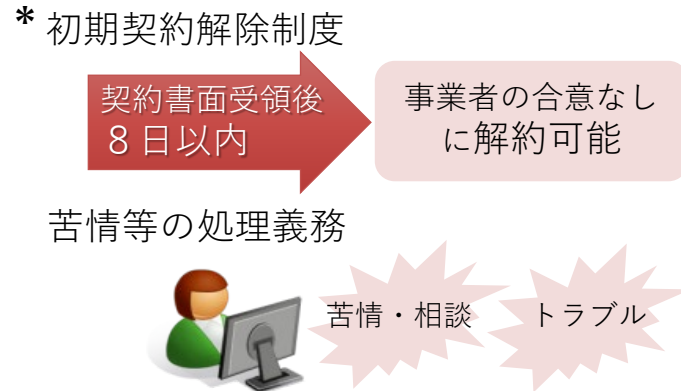 * 初期契約解除制度
契約書面受領後
８日以内
事業者の合意なし
に解約可能
苦情等の処理義務
苦情・相談
トラブル